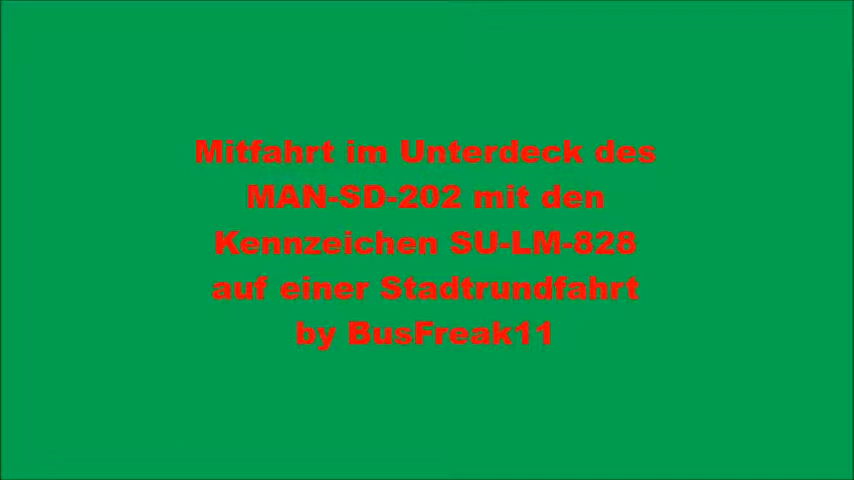 Mitfahrt im Unterdeck des
MAN-SD-202 mit den
Kennzeichen SU-LM-828
auf einer Stadtrundfahrt
by BusFreak11